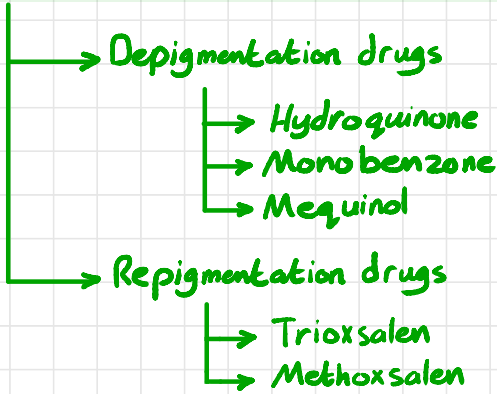 Depigmentation drugs
Hydroquinone
Monobenzone
Mequinol
Repigmentation drugs
Trioxsalen
Methoxsalen